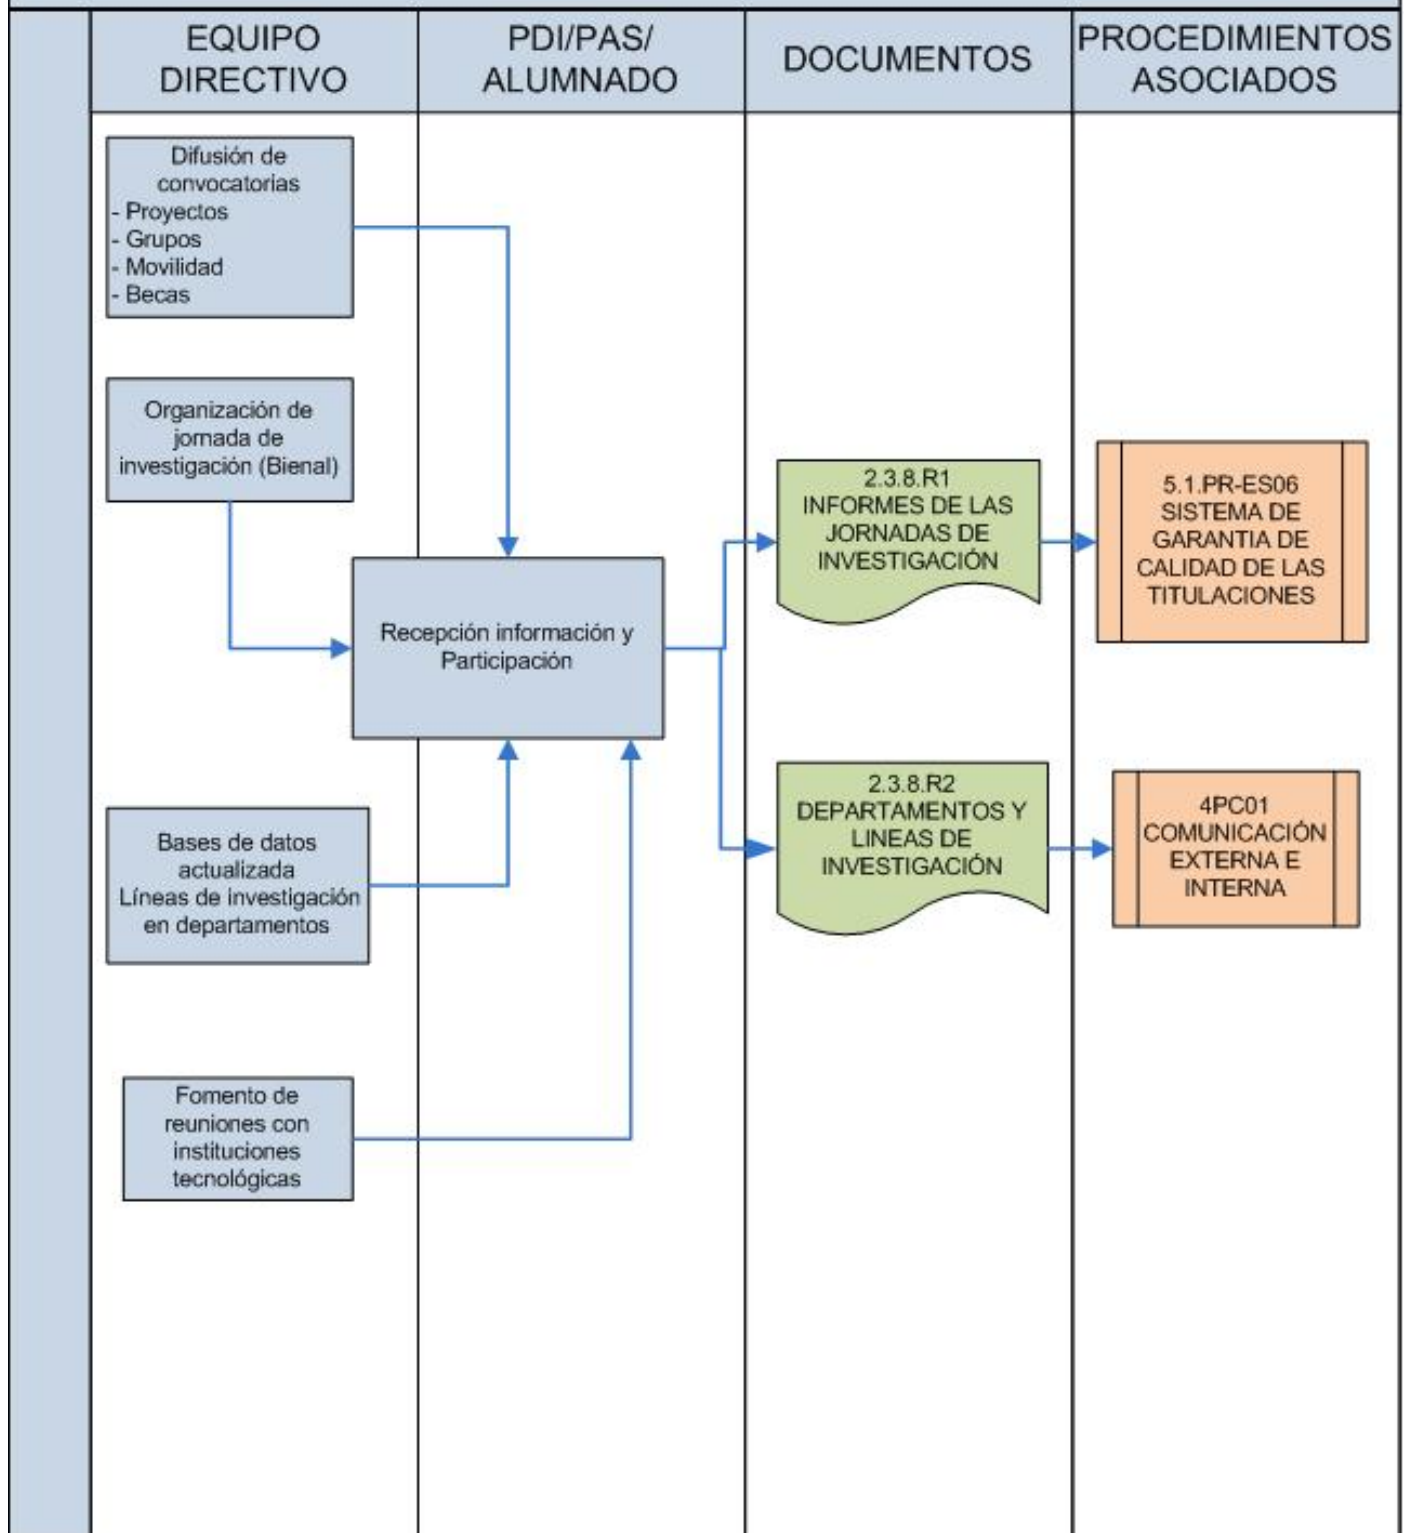 EQUIPO
DIRECTIVO
PDI/PAS/
ALUMNADO
DOCUMENTOS
PROCEDIMIENTOS
ASOCIADOS
Difusión de
convocatorias
- Proyectos
- Grupos
- Movilidad
- Becas
Organización de
jornada de
investigación (Bienal)
Recepción información y
Participación
2.3.8.R1
INFORMES DE LAS
JORNADAS DE
INVESTIGACIÓN
5.1.PR-ES06
SISTEMA DE
GARANTIA DE
CALIDAD DE LAS
TITULACIONES
Bases de datos
actualizada
Líneas de investigación
en departamentos
2.3.8.R2
DEPARTAMENTOS Y
LINEAS DE
INVESTIGACIÓN
4PC01
COMUNICACIÓN
EXTERNA E
INTERNA
Fomento de
reuniones con
instituciones
tecnológicas